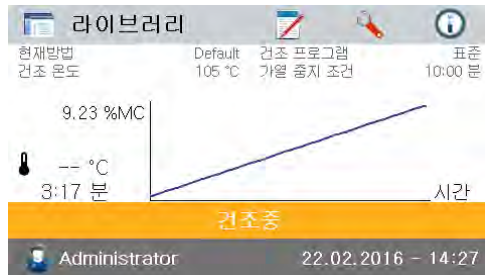 라이브러리
현재방법 Default 건조 프로그램 표준
건조 온도 105 °C 가열 중지 조건 10:00 분
9.23 %MC
-- °C
3:17 분 시간
건조중
Administrator 22.02.2016 - 14:27